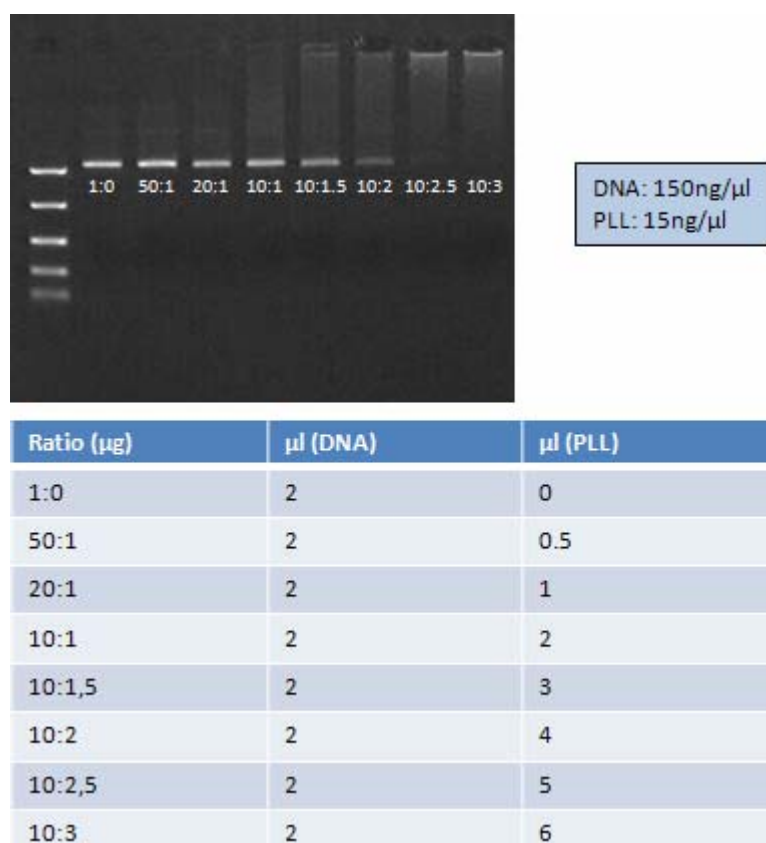 1:0 50:1 20:1 10:1 10:1.5 10:2 10:2.5 10:3
DNA: 150ng/µl
PLL: 15ng/µl
Ratio (µg) µl (DNA) µl (PLL)
1:0 2 0
50:1 2 0.5
20:1 2 1
10:1 2 2
10:1,5 2 3
10:2 2 4
10:2,5 2 5
10:3 2 6